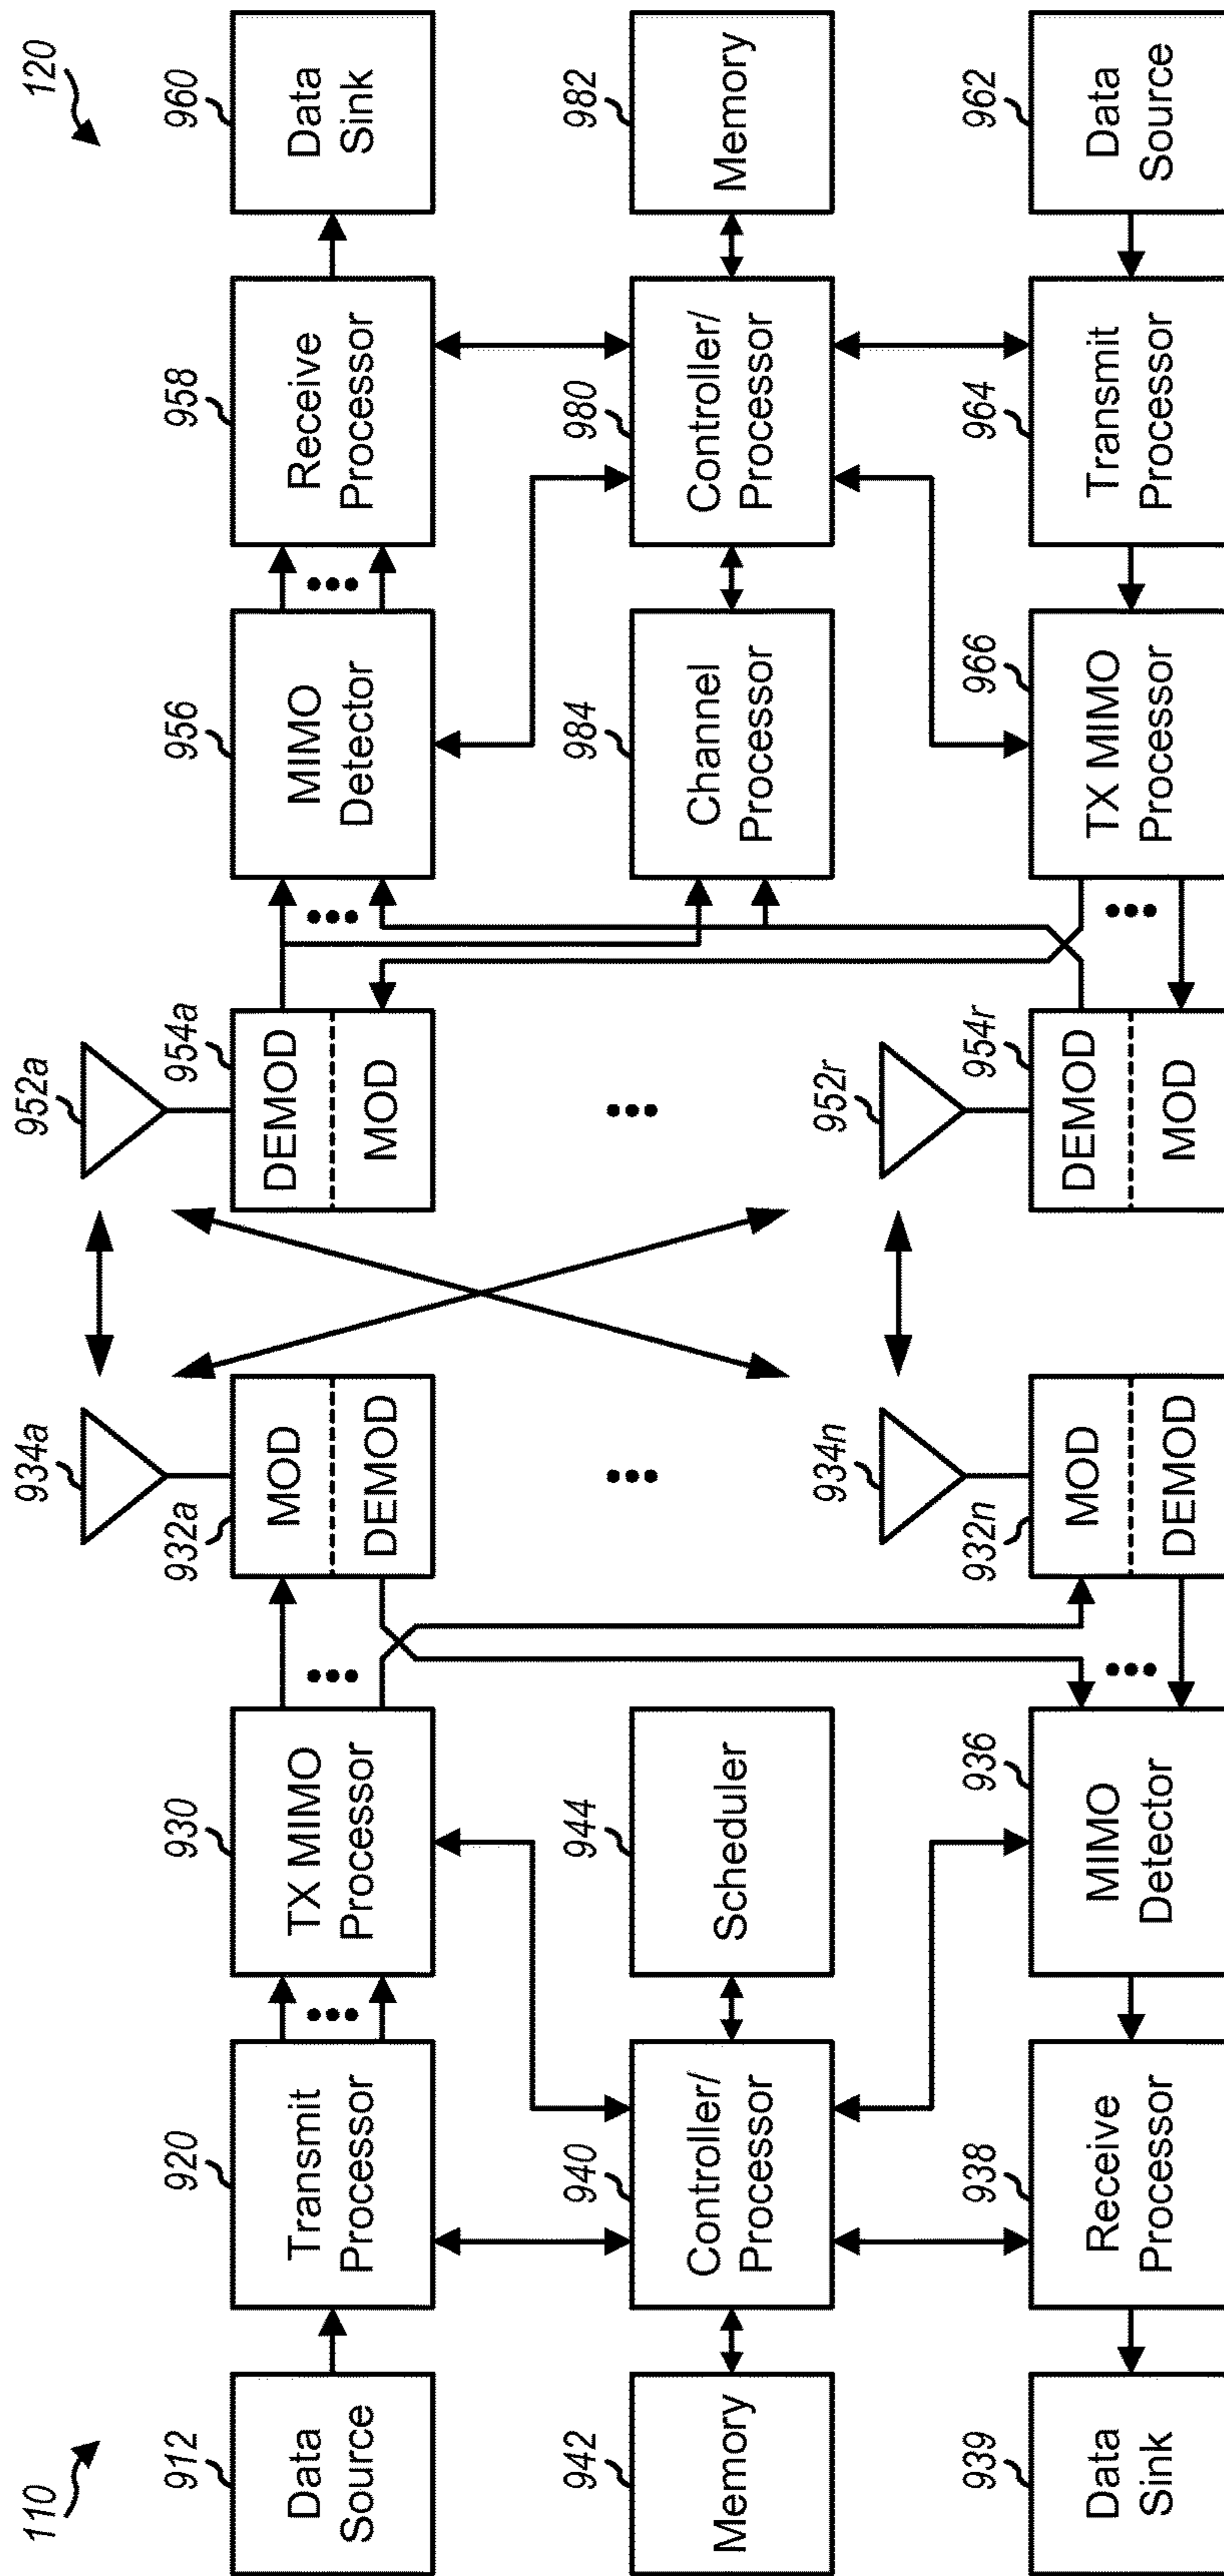 110
120
912
Data
Source
920
Transmit
Processor
930
TX MIMO
Processor
932a
MOD
DEMOD
934a
952a
954a
DEMOD
MOD
956
MIMO
Detector
958
Receive
Processor
960
Data
Sink
942
Memory
940
Controller/
Processor
944
Scheduler
984
Channel
Processor
980
Controller/
Processor
982
Memory
939
Data
Sink
938
Receive
Processor
936
MIMO
Detector
932n
MOD
DEMOD
934n
952r
954r
DEMOD
MOD
966
TX MIMO
Processor
964
Transmit
Processor
962
Data
Source